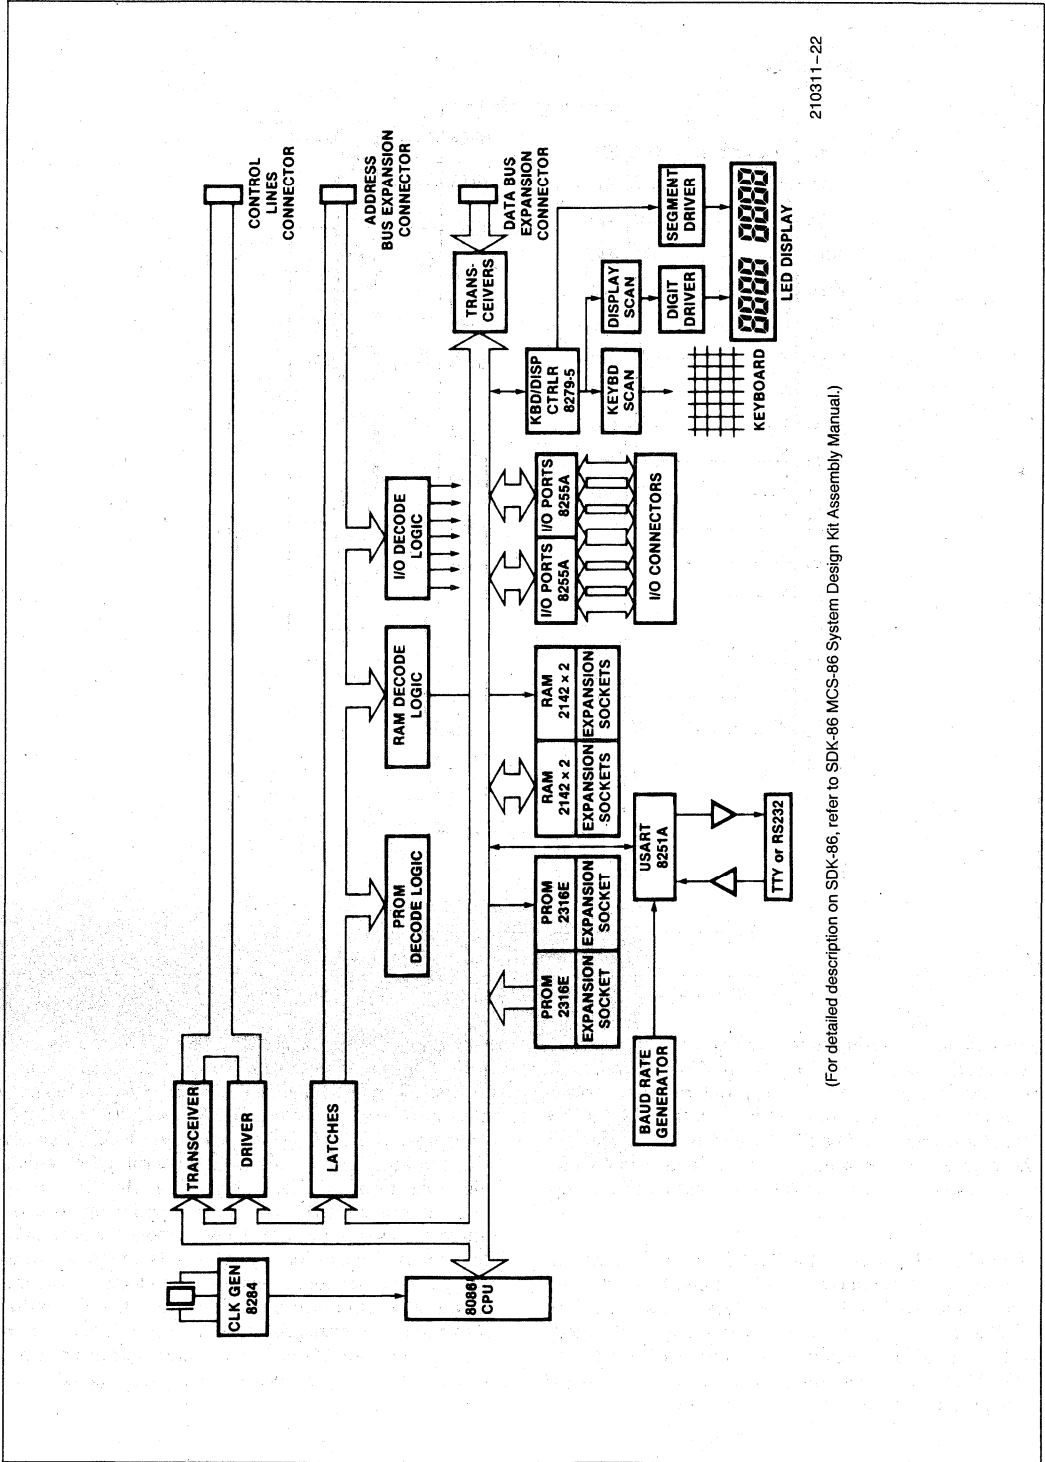 CONTROL
LINES
CONNECTOR
ADDRESS
BUS EXPANSION
CONNECTOR
DATA BUS
EXPANSION
CONNECTOR
TRANSCEIVER
DRIVER
LATCHES
CLK GEN
8284
8086
CPU
PROM
DECODE LOGIC
RAM DECODE
LOGIC
I/O DECODE
LOGIC
TRANS-
CEIVERS
PROM
2316E
EXPANSION
SOCKET
PROM
2316E
EXPANSION
SOCKET
RAM
2142 x 2
EXPANSION
SOCKETS
RAM
2142 x 2
EXPANSION
SOCKETS
I/O PORTS
8255A
I/O PORTS
8255A
I/O CONNECTORS
KBD/DISP
CTRLR
8279-5
KEYBD
SCAN
DISPLAY
SCAN
DIGIT
DRIVER
SEGMENT
DRIVER
KEYBOARD
8888 8888
LED DISPLAY
BAUD RATE
GENERATOR
USART
8251A
TTY or RS232
210311–22
(For detailed description on SDK-86, refer to SDK-86 MCS-86 System Design Kit Assembly Manual.)